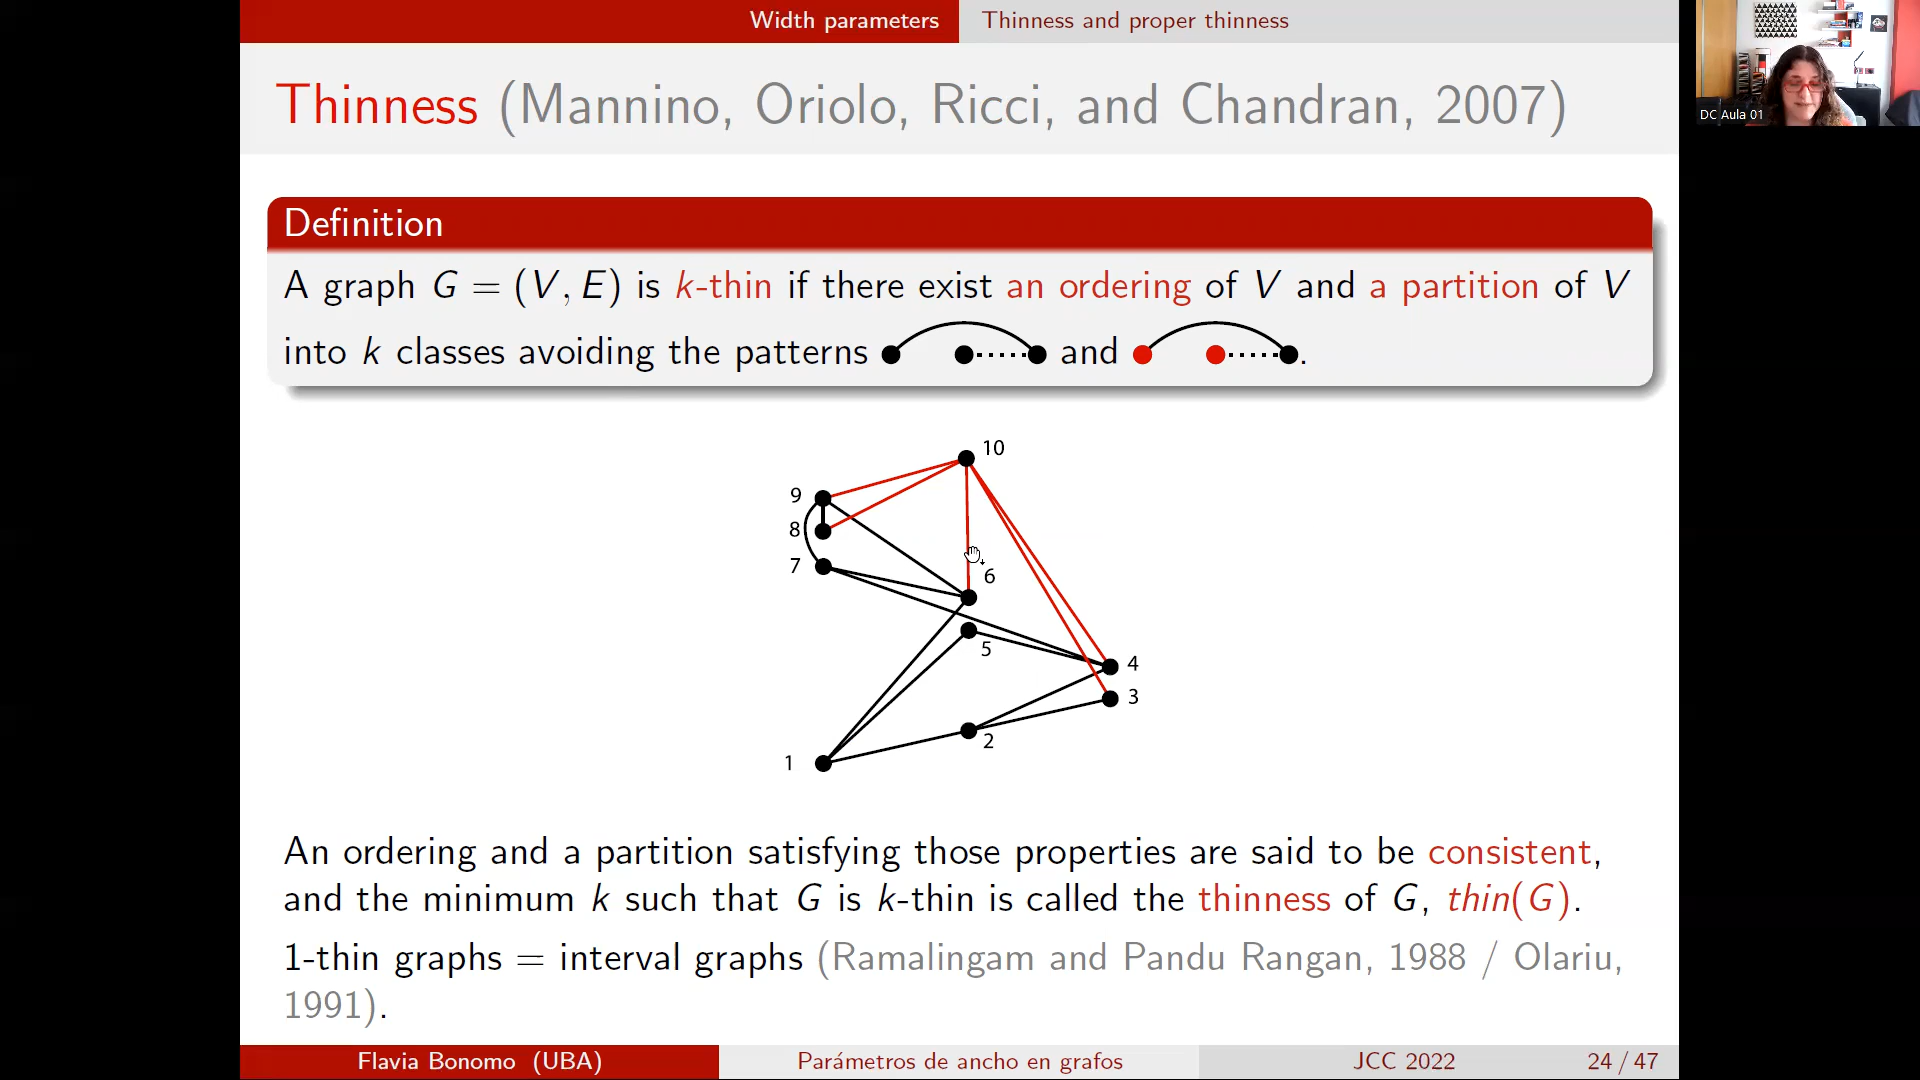 Width parameters
Thinness and proper thinness
DC Aula 01
Thinness (Mannino, Oriolo, Ricci, and Chandran, 2007)
Definition
A graph G = (V, E) is k-thin if there exist an ordering of V and a partition of V
into k classes avoiding the patterns and .
10
9
8
7
6
5
4
3
2
1
An ordering and a partition satisfying those properties are said to be consistent,
and the minimum k such that G is k-thin is called the thinness of G, thin(G).
1-thin graphs = interval graphs (Ramalingam and Pandu Rangan, 1988 / Olariu,
1991).
Flavia Bonomo (UBA)
Parámetros de ancho en grafos
JCC 2022
24 / 47